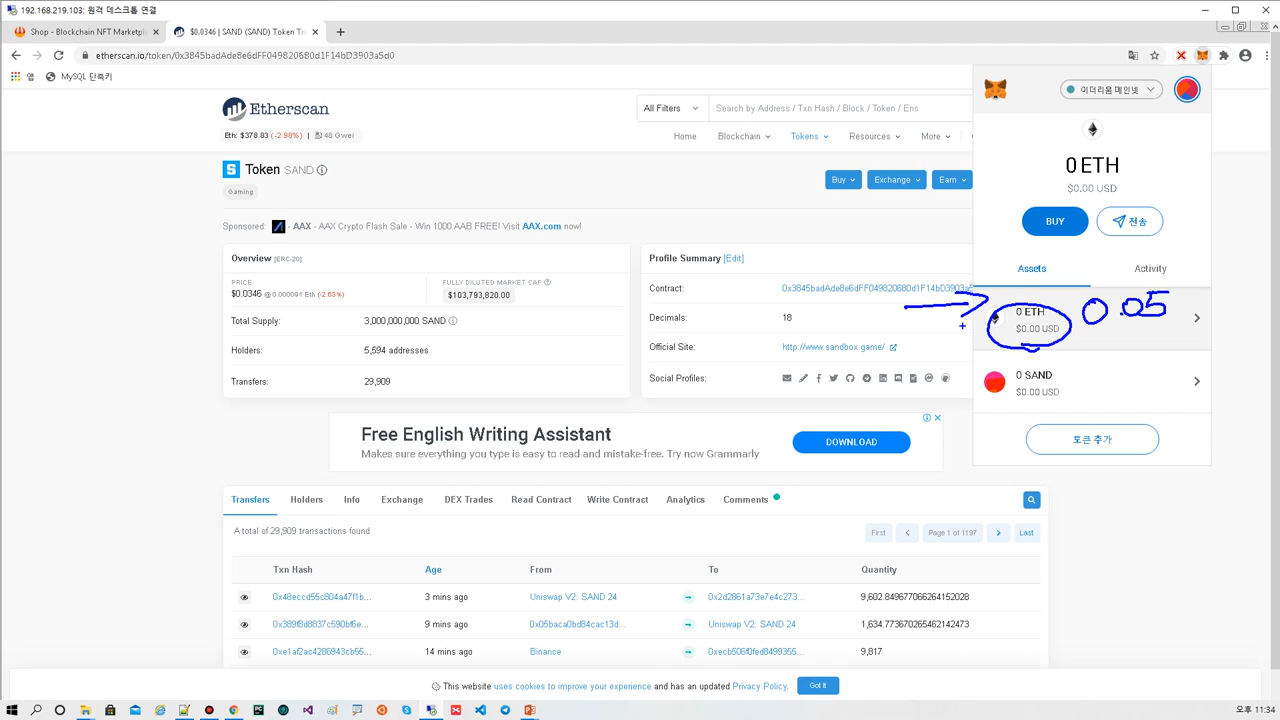 192.168.219.103: 원격 데스크톱 연결
Shop - Blockchain NFT Marketpl
$0.0346 | SAND (SAND) Token Tr
etherscan.io/token/0x3845badAde8e6dFF049820680d1F14bD3903a5d0
앱 MySQL 단축키
Etherscan
All Filters Search by Address / Txn Hash / Block / Token / Ens
Eth: $378.83 (-2.98%) | 48 Gwei
Home Blockchain Tokens Resources More
Token SAND
Gaming
Buy Exchange Earn
Sponsored: - AAX - AAX Crypto Flash Sale - Win 1000 AAB FREE! Visit AAX.com now!
Overview [ERC-20]
PRICE
$0.0346 @ 0.000091 Eth (-2.63%)
FULLY DILUTED MARKET CAP
$103,793,820.00
Total Supply: 3,000,000,000 SAND
Holders: 5,594 addresses
Transfers: 29,909
Profile Summary [Edit]
Contract: 0x3845badAde8e6dFF049820680d1F14bD3903a5
Decimals: 18
Official Site: http://www.sandbox.game/
Social Profiles:
이더리움 메인넷
0 ETH
$0.00 USD
BUY 전송
Assets Activity
0 ETH
$0.00 USD
0.05
0 SAND
$0.00 USD
토큰 추가
Free English Writing Assistant
Makes sure everything you type is easy to read and mistake-free. Try now Grammarly
DOWNLOAD
Transfers Holders Info Exchange DEX Trades Read Contract Write Contract Analytics Comments
A total of 29,909 transactions found
First Page 1 of 1197 Last
Txn Hash Age From To Quantity
0x48eccd55c804a47f1b... 3 mins ago Uniswap V2: SAND 24 0x2d2861a73e7e4c273... 9,602.849677066264152028
0x389f8d8837c590bf6e... 9 mins ago 0x05baca0bd84cac13d... Uniswap V2: SAND 24 1,634.773670265462142473
0xe1af2ac4286943cb55... 14 mins ago Binance 0xecb506f0fed8499355... 9,817
This website uses cookies to improve your experience and has an updated Privacy Policy. Got It
오후 11:34